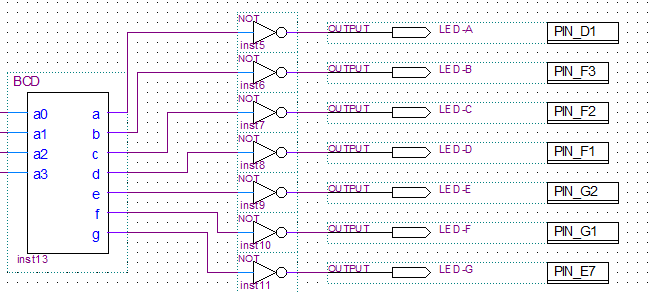 NOT
OUTPUT LED-A PIN_D1
inst5
NOT
OUTPUT LED-B PIN_F3
inst6
NOT
OUTPUT LED-C PIN_F2
inst7
NOT
OUTPUT LED-D PIN_F1
inst8
NOT
OUTPUT LED-E PIN_G2
inst9
NOT
OUTPUT LED-F PIN_G1
inst10
NOT
OUTPUT LED-G PIN_E7
inst11
BCD
a0 a
a1 b
a2 c
a3 d
e
f
g
inst13